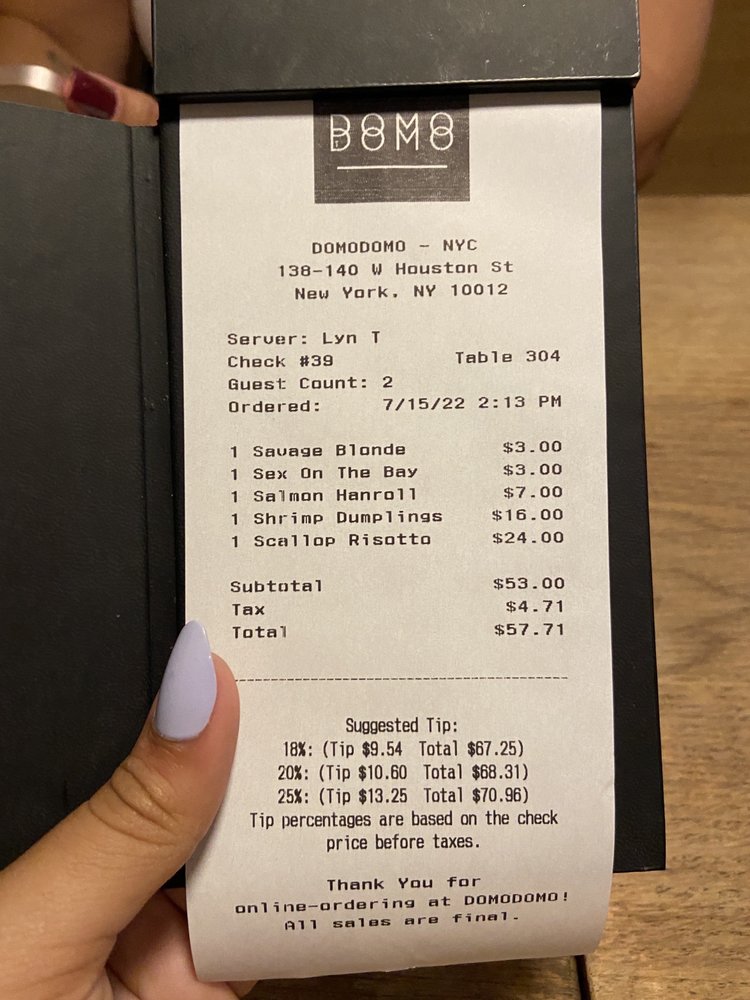 DOMO
DOMO
DOMODOMO - NYC
138-140 W Houston St
New York, NY 10012
Server: Lyn T
Check #39 Table 304
Guest Count: 2
Ordered: 7/15/22 2:13 PM
1 Savage Blonde $3.00
1 Sex On The Bay $3.00
1 Salmon Hanroll $7.00
1 Shrimp Dumplings $16.00
1 Scallop Risotto $24.00
Subtotal $53.00
Tax $4.71
Total $57.71
Suggested Tip:
18%: (Tip $9.54 Total $67.25)
20%: (Tip $10.60 Total $68.31)
25%: (Tip $13.25 Total $70.96)
Tip percentages are based on the check
price before taxes.
Thank You for
online-ordering at DOMODOMO!
All sales are final.